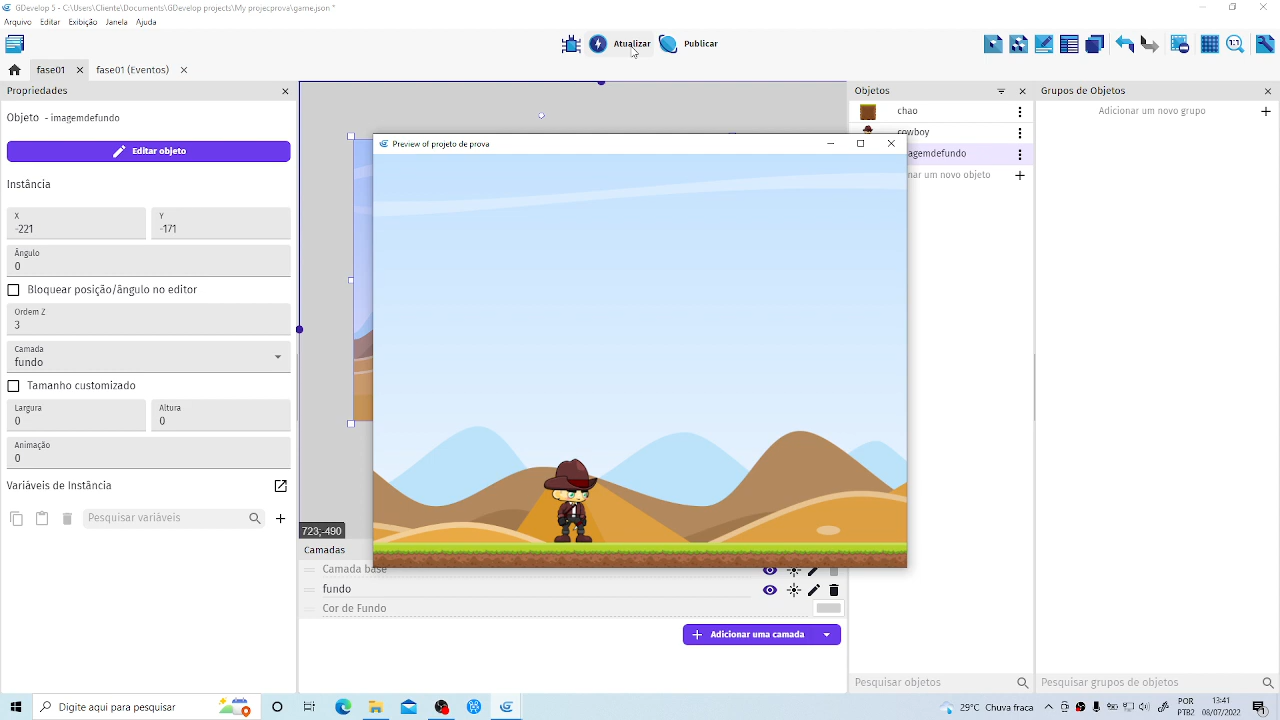 GDevelop 5 - C:\Users\Cliente\Documents\GDevelop projects\My projecprova\game.json *
Arquivo Editar Exibição Janela Ajuda
Atualizar Publicar
fase01 fase01 (Eventos)
Propriedades
Objetos
Grupos de Objetos
Objeto - imagemdefundo
chao
Adicionar um novo grupo
cowboy
Preview of projeto de prova
Editar objeto
agemdefundo
nar um novo objeto
Instância
X
-221
Y
-171
Ângulo
0
Bloquear posição/ângulo no editor
Ordem Z
3
Camada
fundo
Tamanho customizado
Largura
0
Altura
0
Animação
0
Variáveis de Instância
Pesquisar variáveis
723;-490
Camadas
Camada base
fundo
Cor de Fundo
Adicionar uma camada
Pesquisar objetos
Pesquisar grupos de objetos
Digite aqui para pesquisar
29°C Chuva fraca
POR
PTB2
13:41
08/07/2022
1